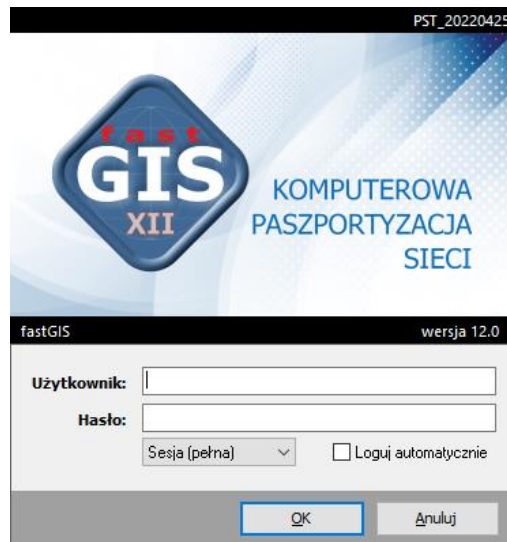 PST_20220425
fast
GIS
XII
KOMPUTEROWA
PASZPORTYZACJA
SIECI
fastGIS wersja 12.0
Użytkownik:
Hasło:
Sesja (pełna) Loguj automatycznie
OK Anuluj